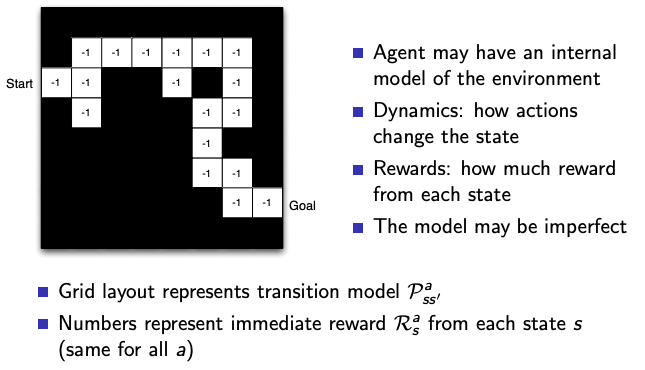 -1 -1 -1 -1 -1 -1
Start -1 -1 -1 -1
-1 -1 -1
-1
-1 -1
-1 -1 Goal
Agent may have an internal
model of the environment
Dynamics: how actions
change the state
Rewards: how much reward
from each state
The model may be imperfect
Grid layout represents transition model 𝒫ᵃₛₛ′
Numbers represent immediate reward ℛᵃₛ from each state s
(same for all a)